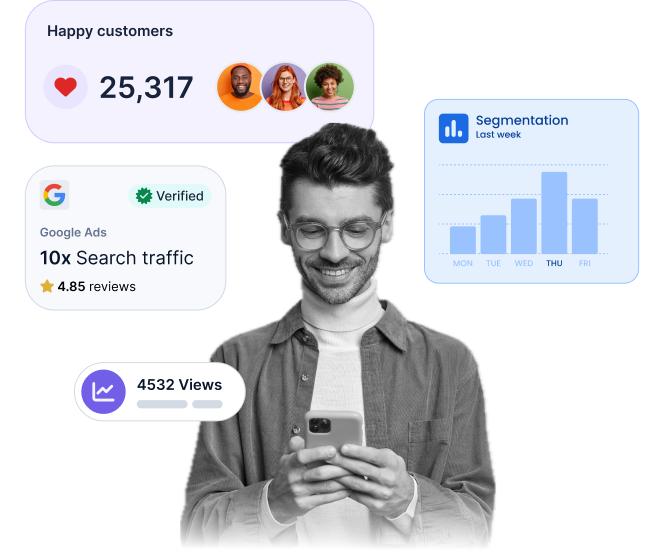 Happy customers
25,317
Segmentation
Last week
Verified
Google Ads
10x Search traffic
4.85 reviews
MON TUE WED THU FRI
4532 Views